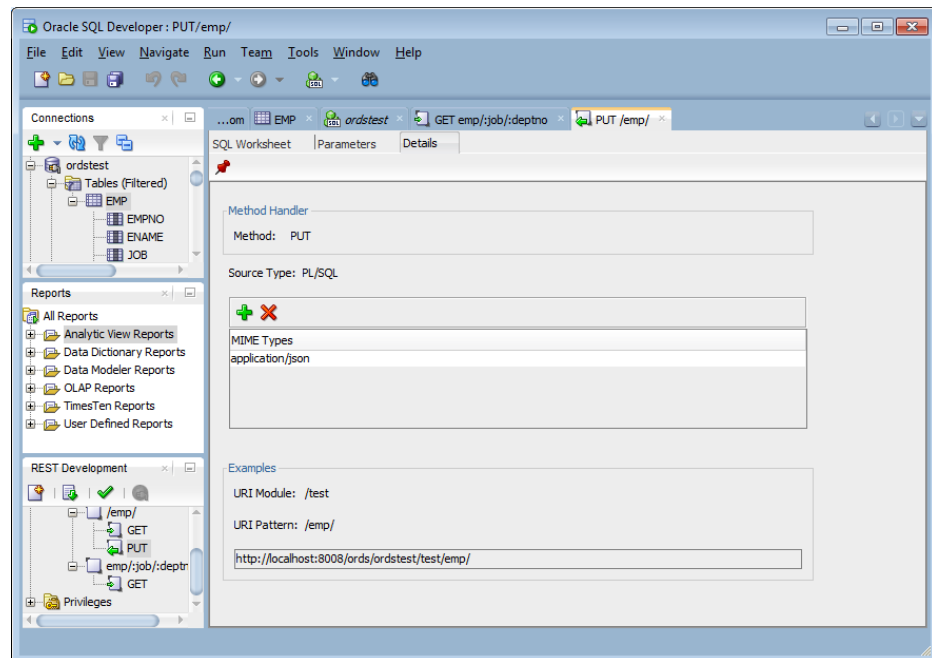 Oracle SQL Developer : PUT/emp/
File Edit View Navigate Run Team Tools Window Help
Connections
ordstest
Tables (Filtered)
EMP
EMPNO
ENAME
JOB
Reports
All Reports
Analytic View Reports
Data Dictionary Reports
Data Modeler Reports
OLAP Reports
TimesTen Reports
User Defined Reports
REST Development
/emp/
GET
PUT
emp/:job/:deptr
GET
Privileges
...om EMP ordstest GET emp/:job/:deptno PUT /emp/
SQL Worksheet Parameters Details
Method Handler
Method: PUT
Source Type: PL/SQL
MIME Types
application/json
Examples
URI Module: /test
URI Pattern: /emp/
http://localhost:8008/ords/ordstest/test/emp/